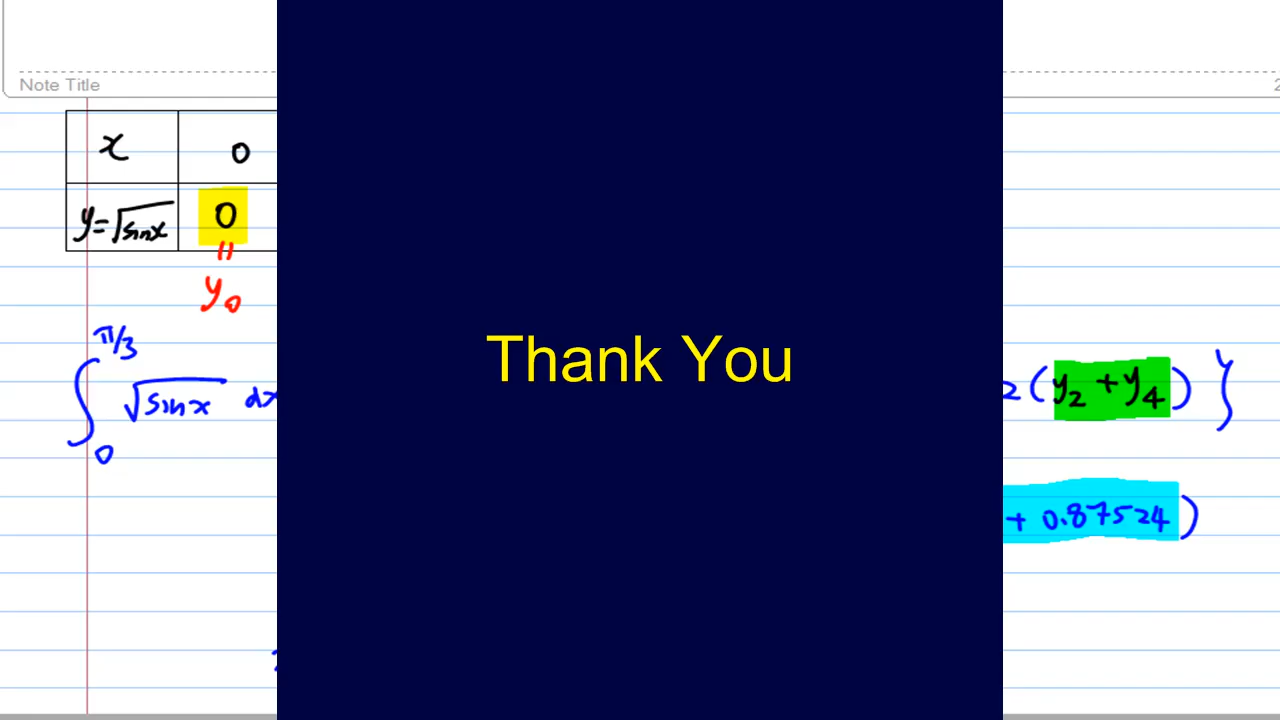 Note Title
x 0
y=√sinx 0
=
y0
π/3
∫ √sinx dx
0
Thank You
2(y2+y4)}
+ 0.87524)